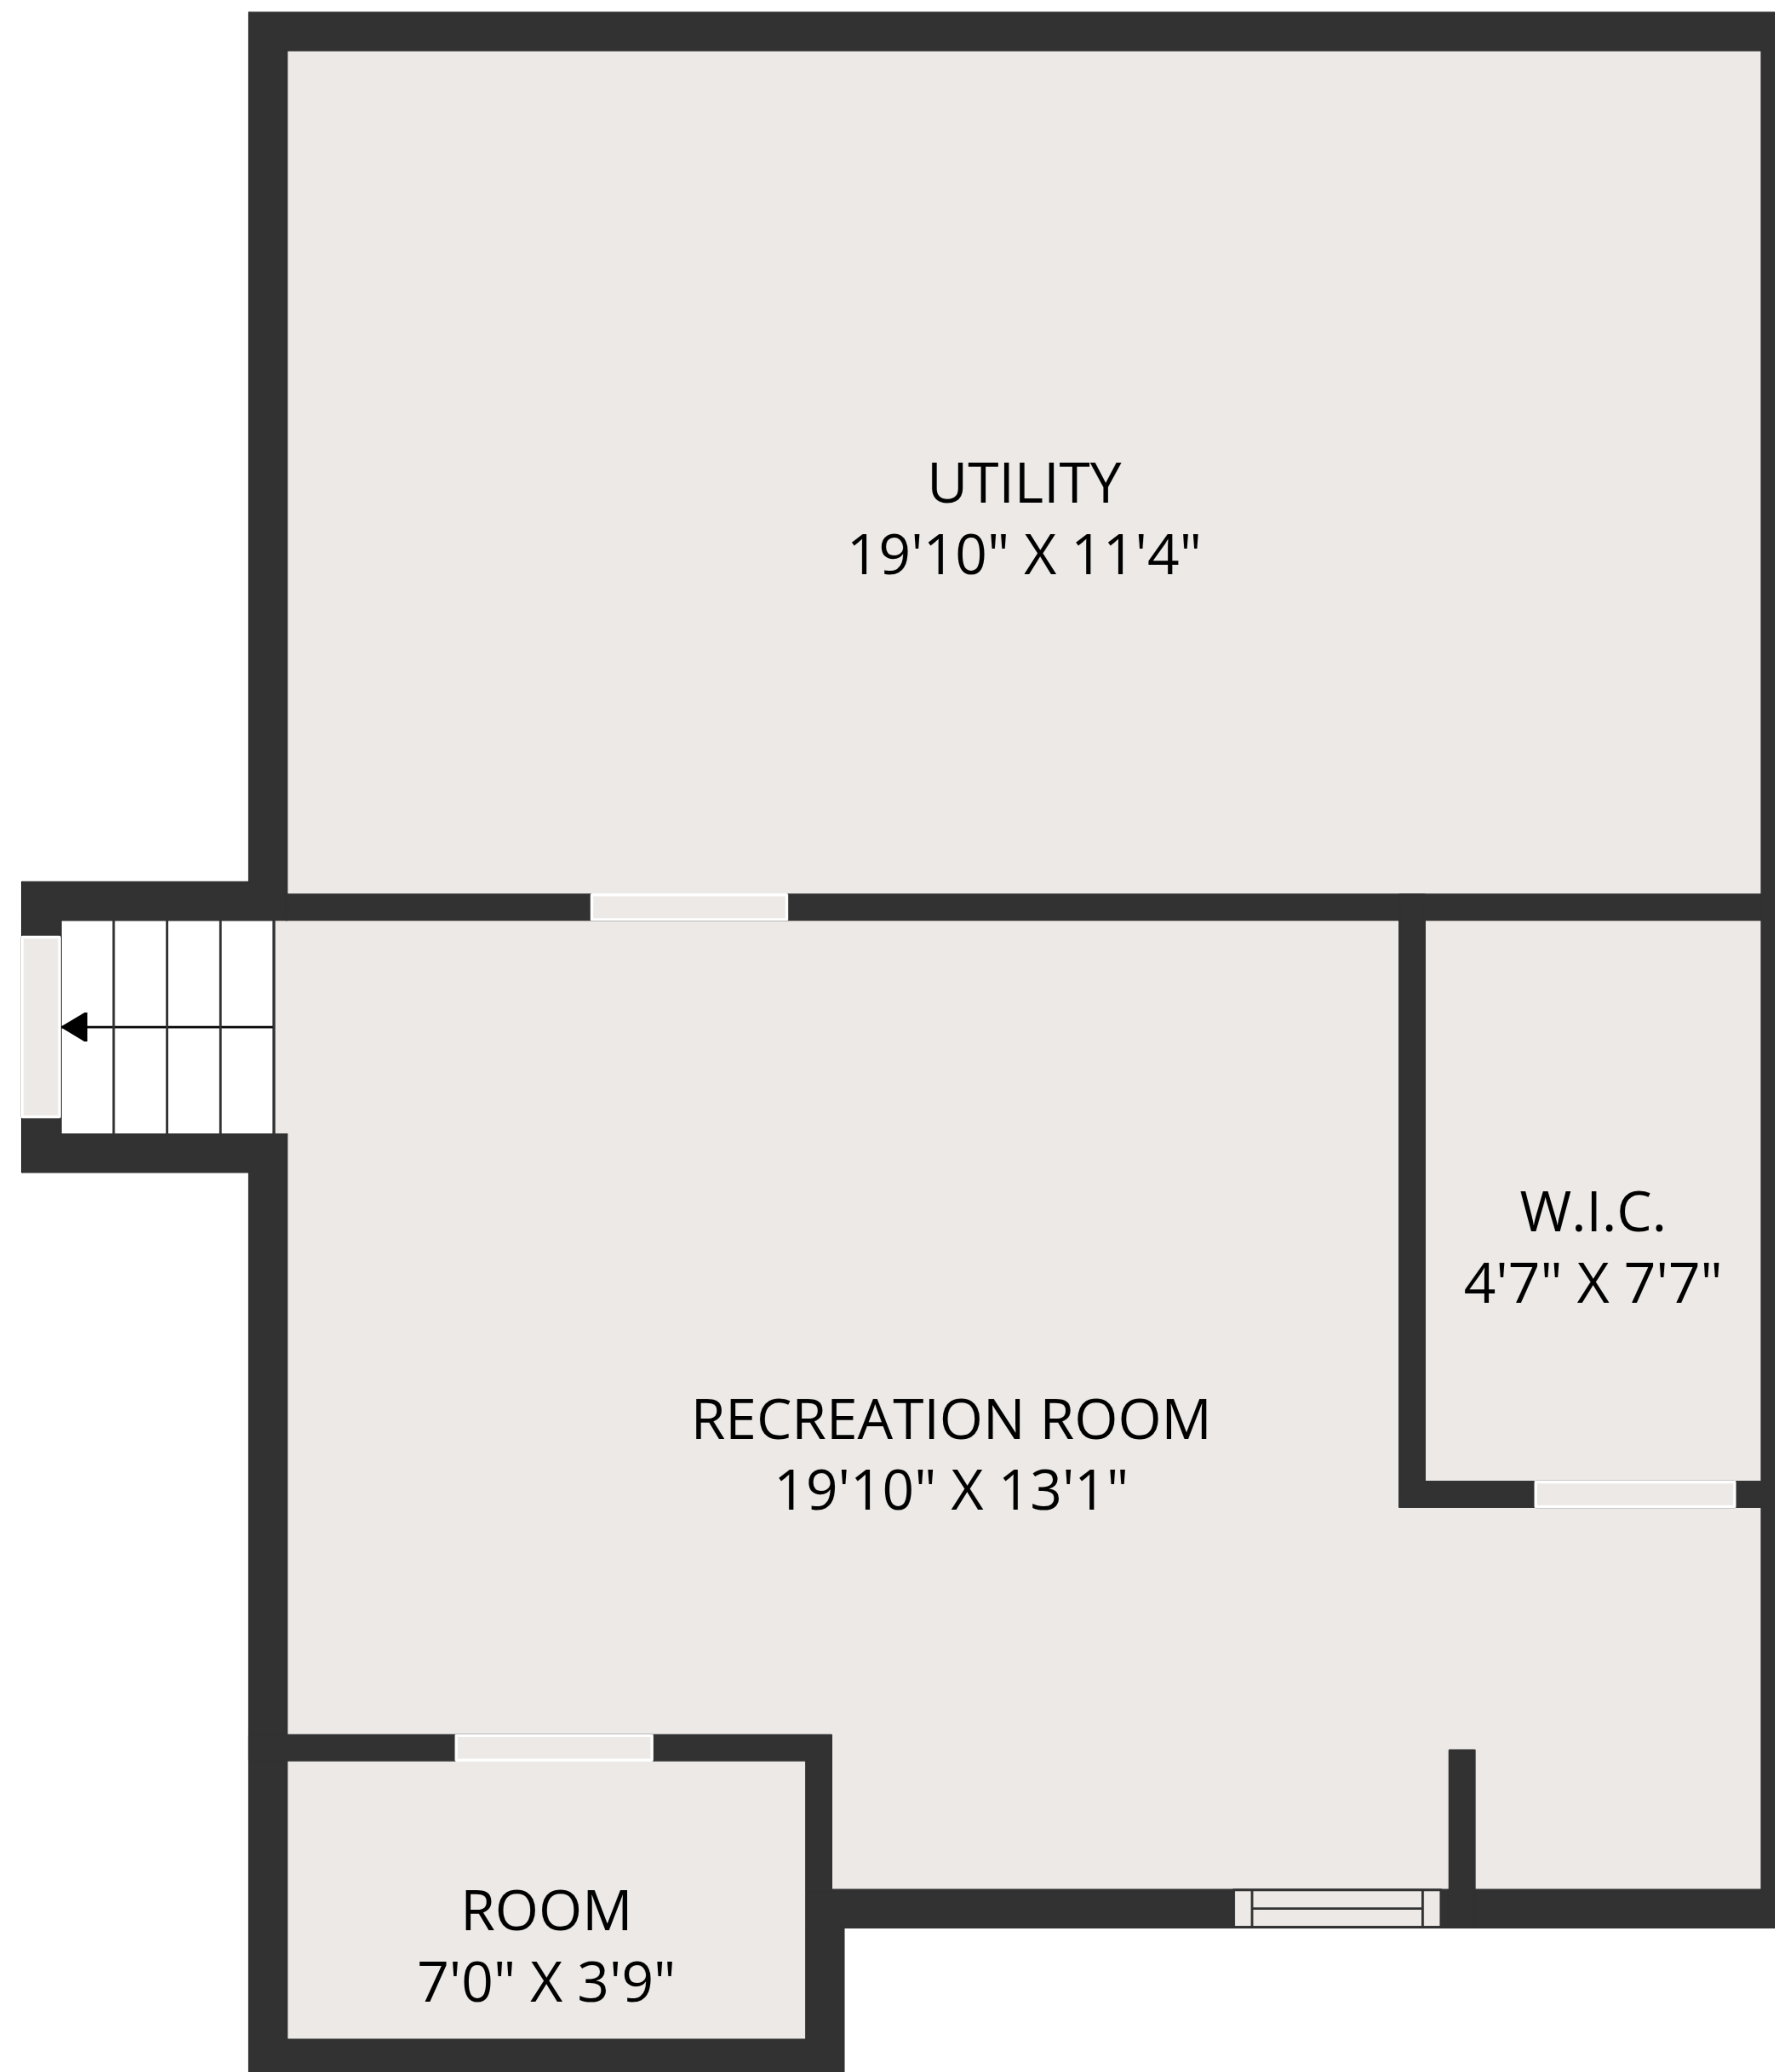 UTILITY
19'10" X 11'4"
W.I.C.
4'7" X 7'7"
RECREATION ROOM
19'10" X 13'1"
ROOM
7'0" X 3'9"